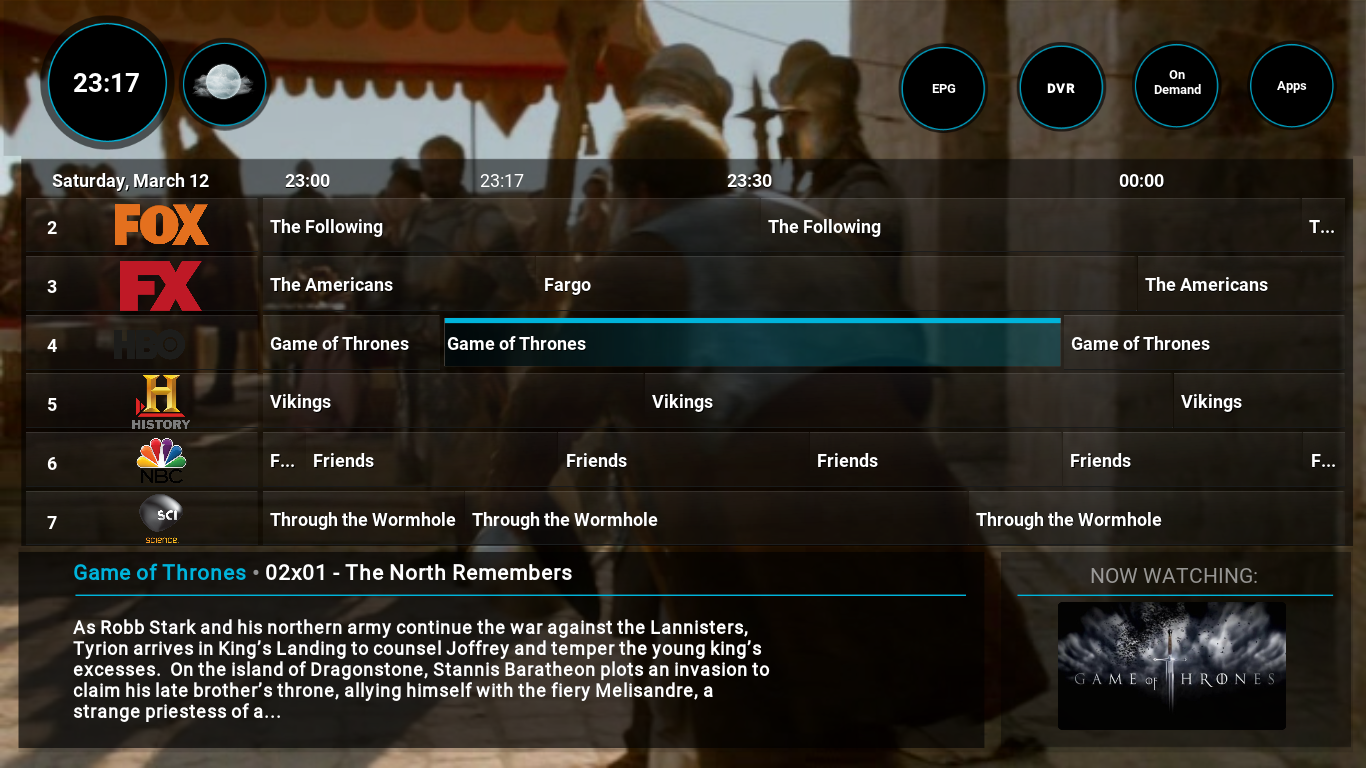 23:17
EPG
DVR
On
Demand
Apps
Saturday, March 12 23:00 23:17 23:30 00:00
2 FOX The Following The Following T...
3 FX The Americans Fargo The Americans
4 HBO Game of Thrones Game of Thrones Game of Thrones
5 H HISTORY Vikings Vikings Vikings
6 NBC F... Friends Friends Friends Friends F...
7 SCI science. Through the Wormhole Through the Wormhole Through the Wormhole
Game of Thrones • 02x01 - The North Remembers
As Robb Stark and his northern army continue the war against the Lannisters,
Tyrion arrives in King’s Landing to counsel Joffrey and temper the young king’s
excesses.  On the island of Dragonstone, Stannis Baratheon plots an invasion to
claim his late brother’s throne, allying himself with the fiery Melisandre, a
strange priestess of a...
NOW WATCHING:
GAME OF THRONES